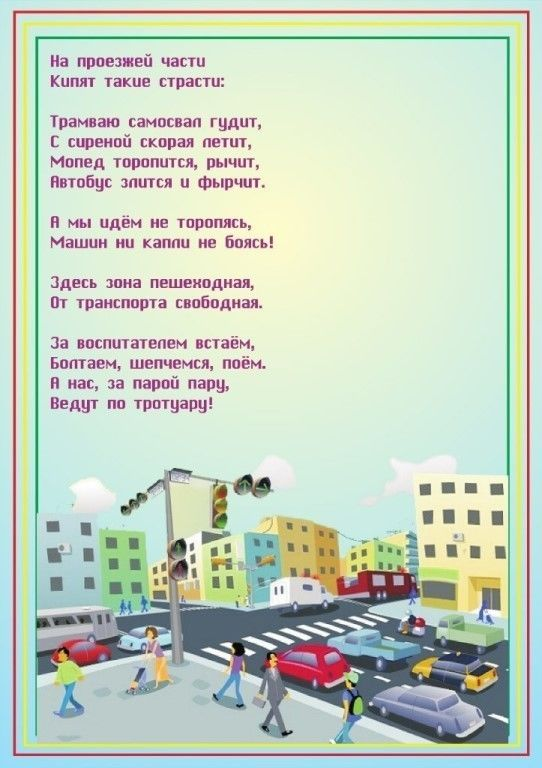 На проезжей части
Кипят такие страсти:
Трамваю самосвал гудит,
С сиреной скорая летит,
Мопед торопится, рычит,
Автобус злится и фырчит.
А мы идём не торопясь,
Машин ни капли не боясь!
Здесь зона пешеходная,
От транспорта свободная.
За воспитателем встаём,
Болтаем, шепчемся, поём.
А нас, за парой пару,
Ведут по тротуару!